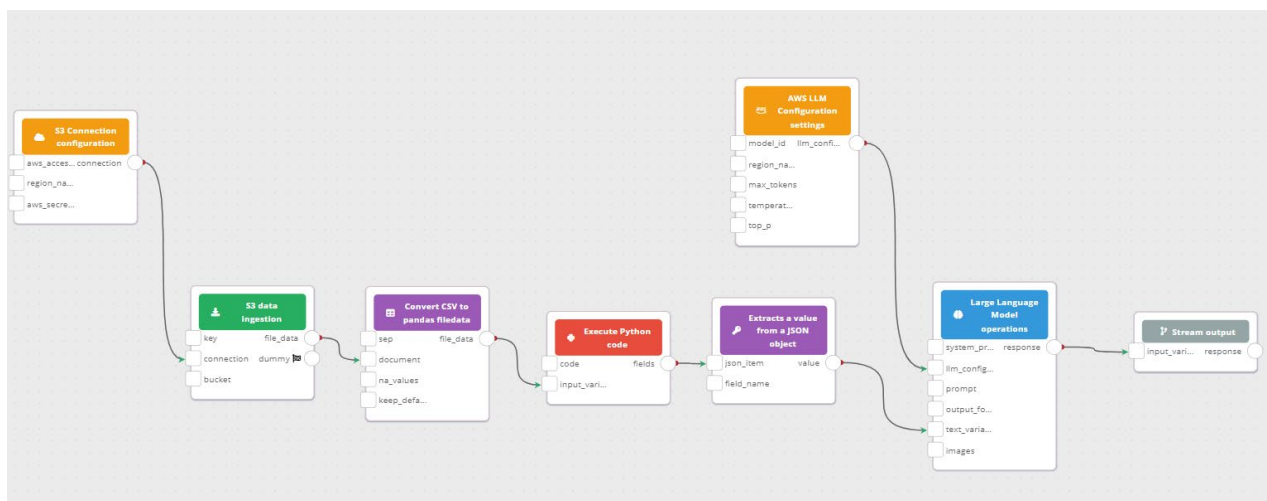 S3 Connection
configuration
aws_acces... connection
region_na...
aws_secre...
S3 data
ingestion
key file_data
connection dummy
bucket
Convert CSV to
pandas filedata
sep file_data
document
na_values
keep_defa...
Execute Python
code
code fields
input_vari...
Extracts a value
from a JSON
object
json_item value
field_name
AWS LLM
Configuration
settings
model_id llm_confi...
region_na...
max_tokens
temperat...
top_p
Large Language
Model
operations
system_pr... response
llm_config...
prompt
output_fo...
text_varia...
images
Stream output
input_vari... response